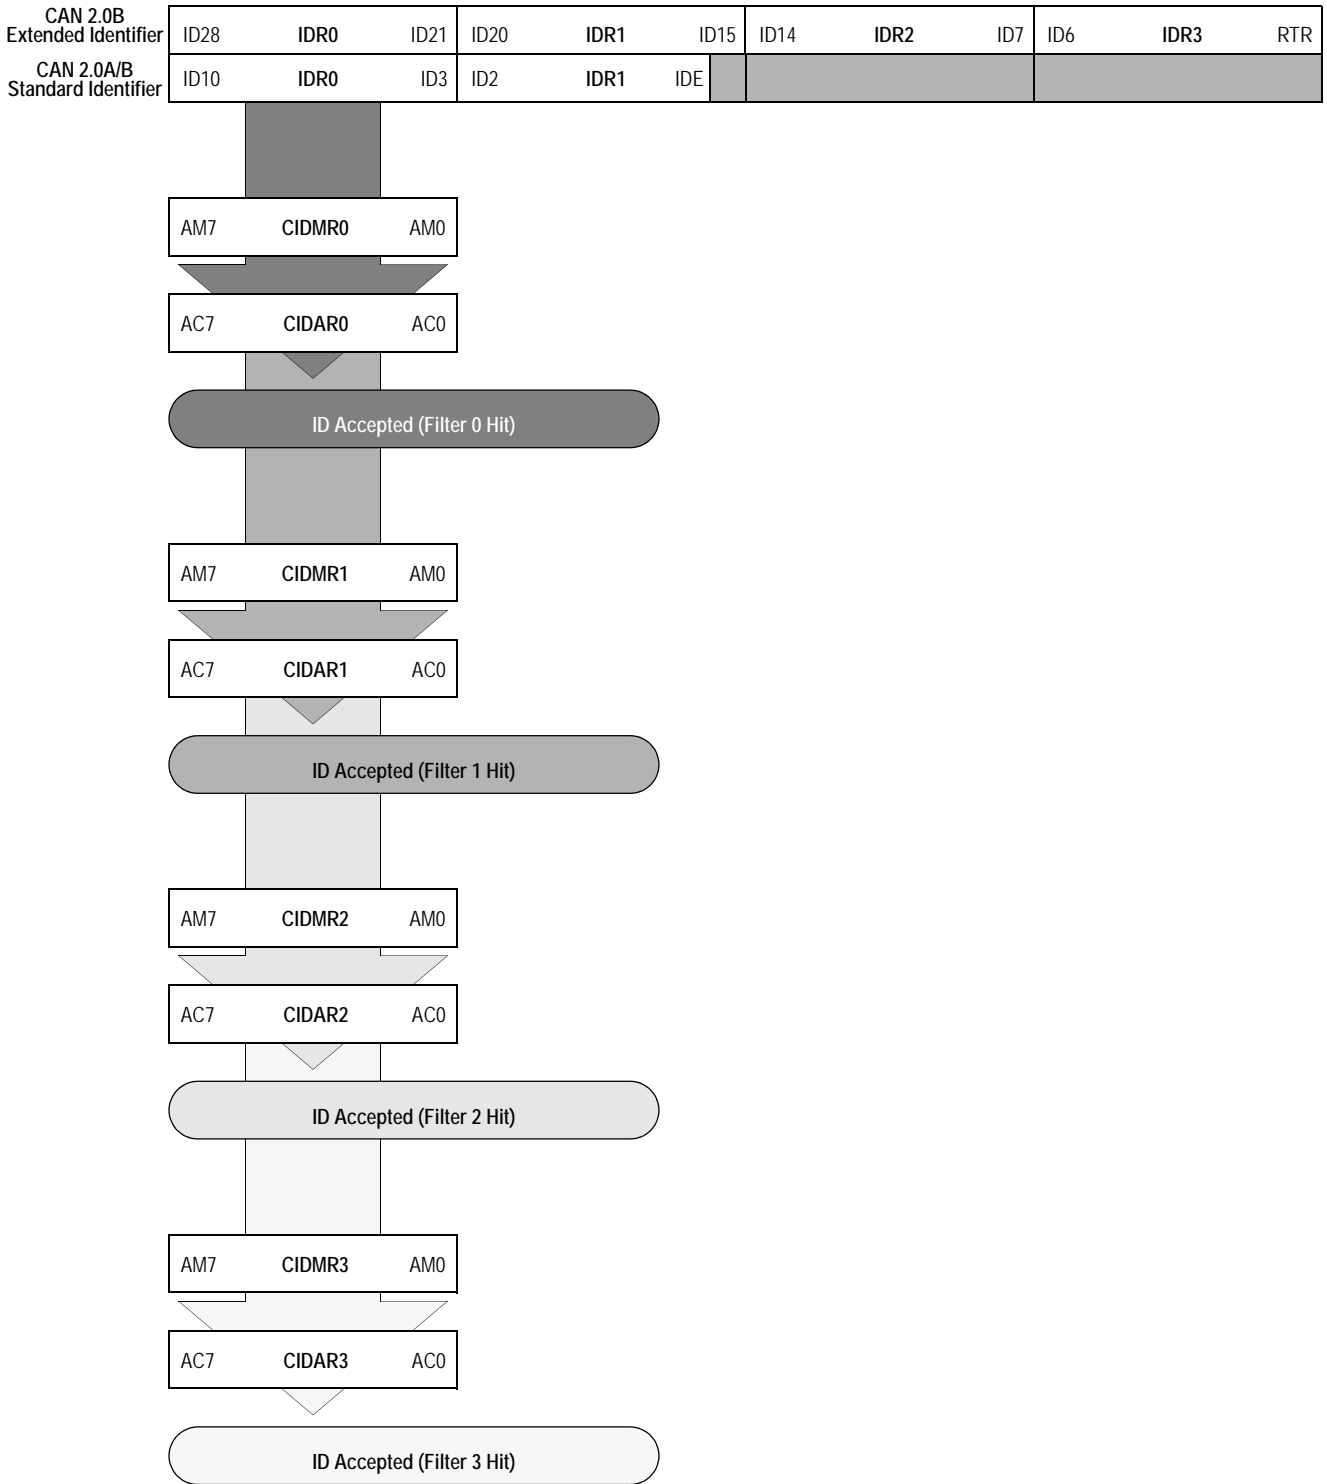 CAN 2.0B
Extended Identifier ID28 IDR0 ID21 ID20 IDR1 ID15 ID14 IDR2 ID7 ID6 IDR3 RTR
CAN 2.0A/B
Standard Identifier ID10 IDR0 ID3 ID2 IDR1 IDE
AM7 CIDMR0 AM0
AC7 CIDAR0 AC0
ID Accepted (Filter 0 Hit)
AM7 CIDMR1 AM0
AC7 CIDAR1 AC0
ID Accepted (Filter 1 Hit)
AM7 CIDMR2 AM0
AC7 CIDAR2 AC0
ID Accepted (Filter 2 Hit)
AM7 CIDMR3 AM0
AC7 CIDAR3 AC0
ID Accepted (Filter 3 Hit)